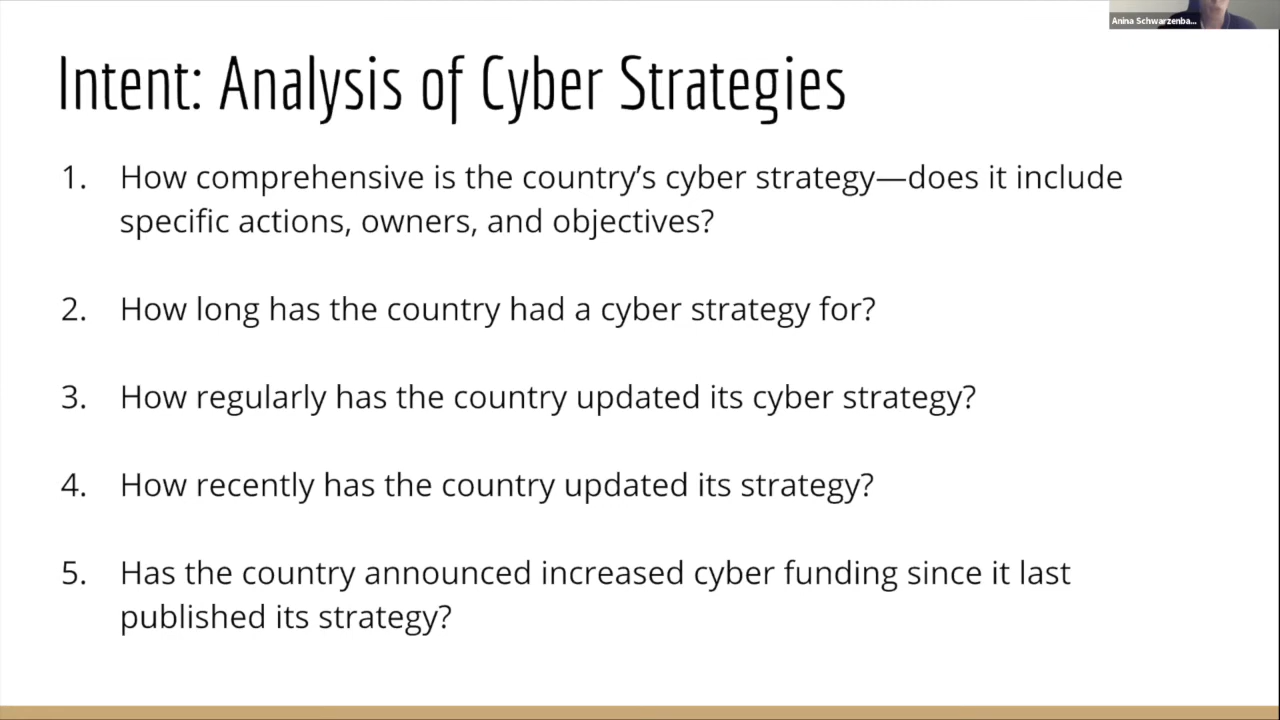 Anina Schwarzenba...
Intent: Analysis of Cyber Strategies
1. How comprehensive is the country’s cyber strategy—does it include
specific actions, owners, and objectives?
2. How long has the country had a cyber strategy for?
3. How regularly has the country updated its cyber strategy?
4. How recently has the country updated its strategy?
5. Has the country announced increased cyber funding since it last
published its strategy?